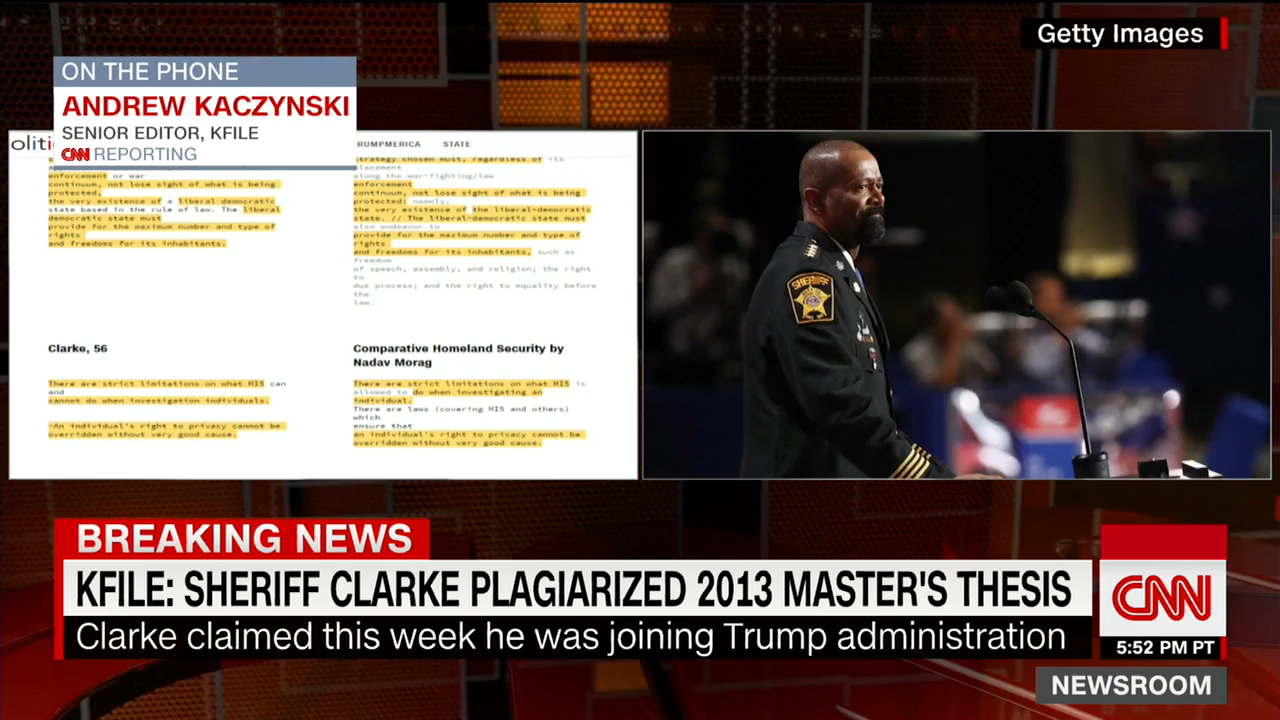 Getty Images
ON THE PHONE
ANDREW KACZYNSKI
SENIOR EDITOR, KFILE
CNN REPORTING
oliti
RUMPMERICA STATE
enforcement or war
continuum, not lose sight of what is being
protected,
the very existence of a liberal democratic
state based in the rule of law. The liberal
democratic state must
provide for the maximum number and type of
rights
and freedoms for its inhabitants.
strategy chosen must, regardless of its
placement
along the war-fighting/law
enforcement
continuum, not lose sight of what is being
protected: namely,
the very existence of the liberal-democratic
state. // The liberal-democratic state must
also endeavor to
provide for the maximum number and type of
rights
and freedoms for its inhabitants, such as
freedom
of speech, assembly, and religion; the right
to
due process; and the right to equality before
the
law.
Clarke, 56
There are strict limitations on what MI5 can
and
cannot do when investigation individuals.
-An individual's right to privacy cannot be
overridden without very good cause.
Comparative Homeland Security by
Nadav Morag
There are strict limitations on what MI5 is
allowed to do when investigating an
individual.
There are laws (covering MI5 and others)
which
ensure that
an individual's right to privacy cannot be
overridden without very good cause.
SHERIFF
BREAKING NEWS
KFILE: SHERIFF CLARKE PLAGIARIZED 2013 MASTER'S THESIS
Clarke claimed this week he was joining Trump administration
CNN
5:52 PM PT
NEWSROOM